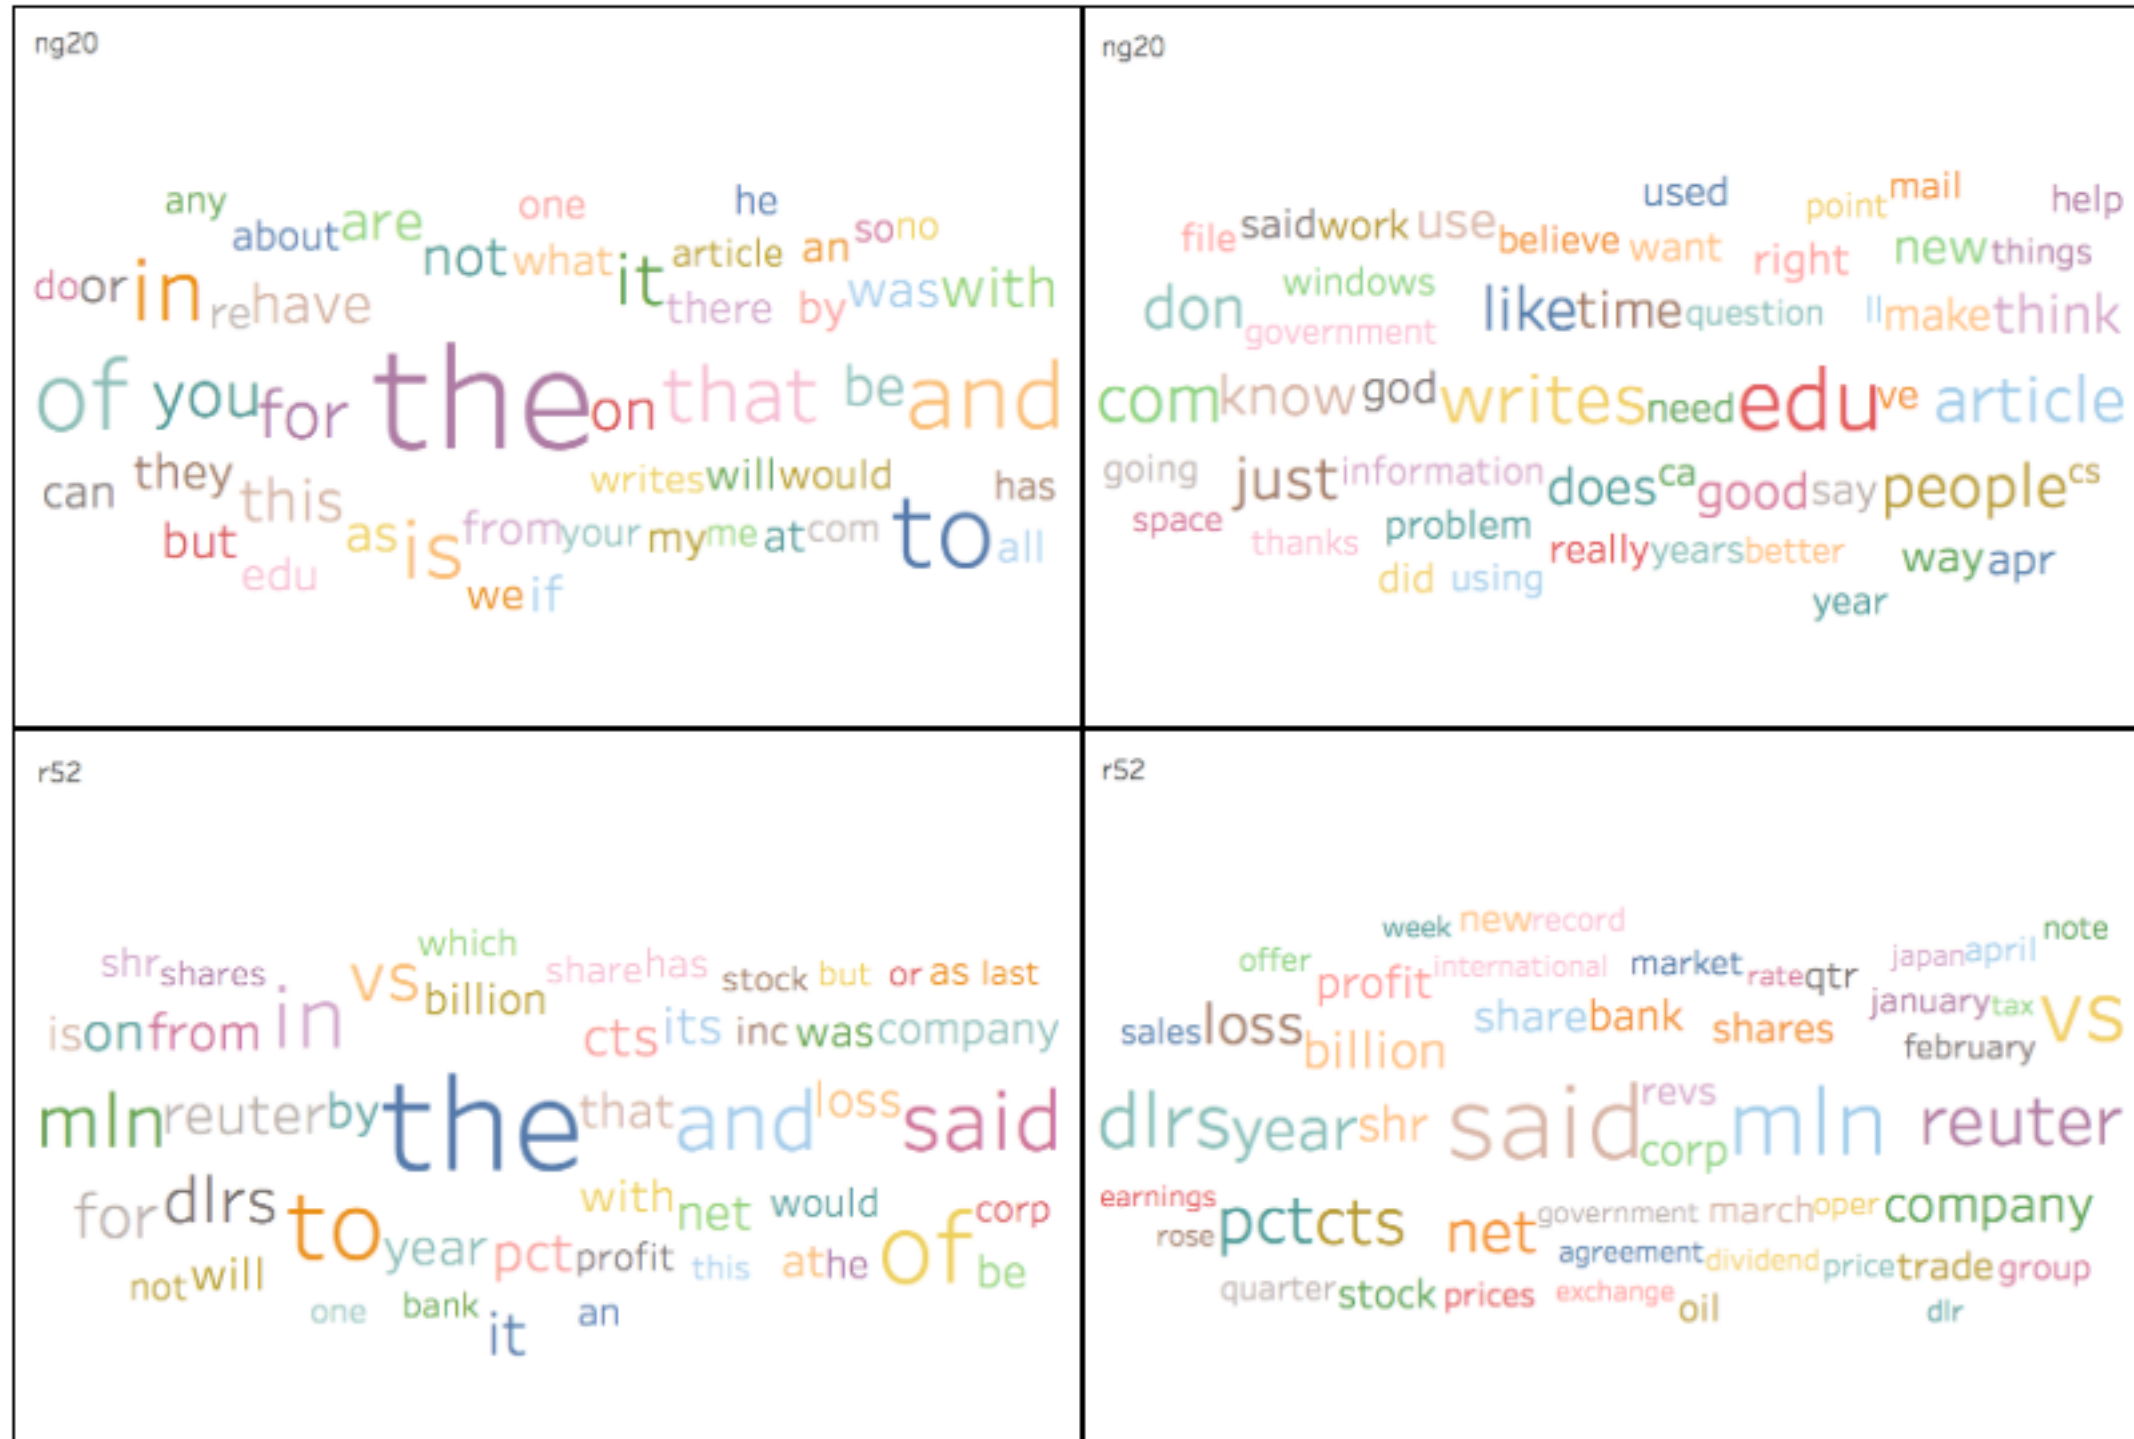 ng20
any one he
about are so no
not what it article an
do or in re have there by was with
of you for the on that be and
can they this writes will would has
but as is from your my me at com to all
edu we if
ng20
used point mail help
file said work use believe want right new things
windows
don government like time question ll make think
com know god writes need edu ve article
going just information does ca good say people cs
space thanks problem really years better way apr
did using year
r52
which
shr shares vs billion share has stock but or as last
is on from in cts its inc was company
mln reuter by the that and loss said
for dlrs to with net would corp
not will year pct profit this at he of be
one bank it an
r52
week new record note
offer profit international market rate qtr japan april
sales loss billion share bank shares january tax vs
february
dlrs year shr said revs corp mln reuter
earnings rose pct cts net government march oper company
agreement dividend price trade group
quarter stock prices exchange oil dlr